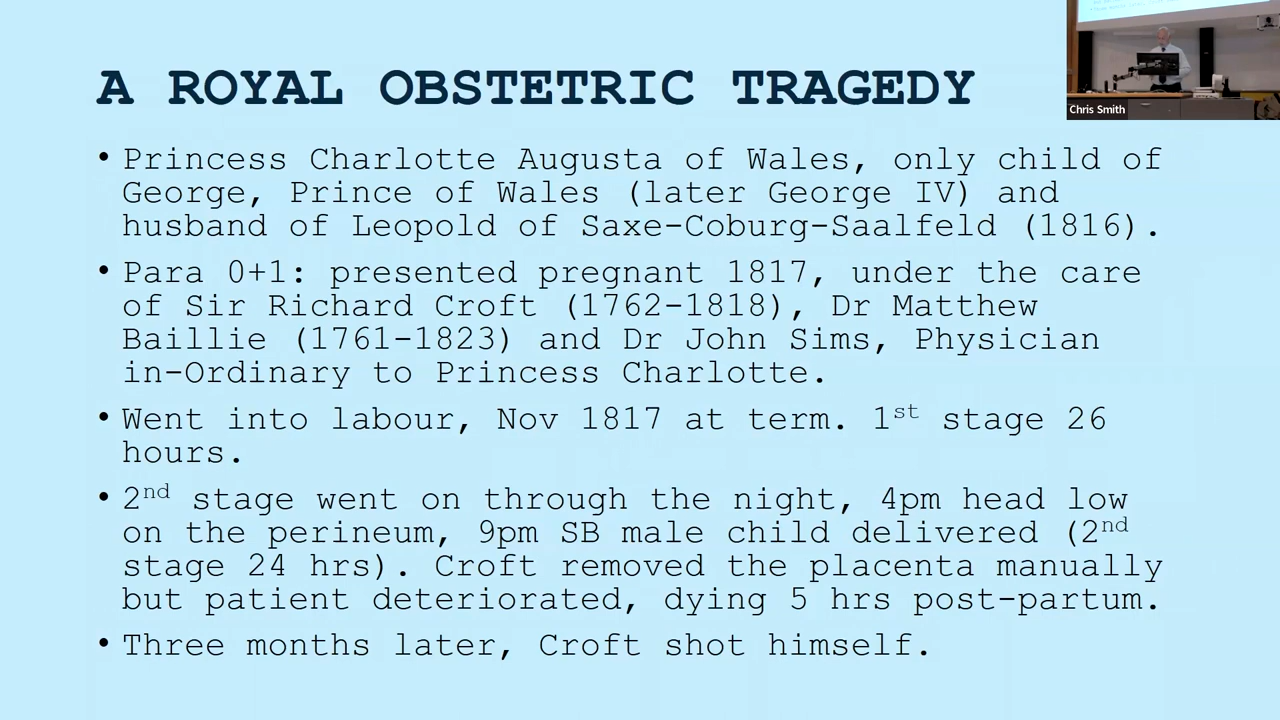 A ROYAL OBSTETRIC TRAGEDY
Chris Smith
• Princess Charlotte Augusta of Wales, only child of
George, Prince of Wales (later George IV) and
husband of Leopold of Saxe-Coburg-Saalfeld (1816).
• Para 0+1: presented pregnant 1817, under the care
of Sir Richard Croft (1762-1818), Dr Matthew
Baillie (1761-1823) and Dr John Sims, Physician
in-Ordinary to Princess Charlotte.
• Went into labour, Nov 1817 at term. 1st stage 26
hours.
• 2nd stage went on through the night, 4pm head low
on the perineum, 9pm SB male child delivered (2nd
stage 24 hrs). Croft removed the placenta manually
but patient deteriorated, dying 5 hrs post-partum.
• Three months later, Croft shot himself.